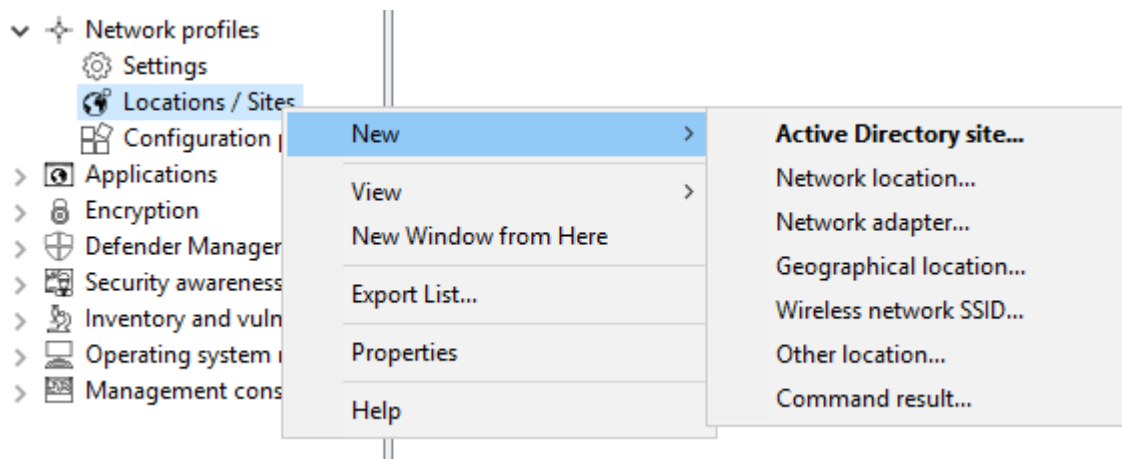 Network profiles
Settings
Locations / Sites
Configuration
Applications
Encryption
Defender Manager
Security awareness
Inventory and
Operating system
Management
New
View
New Window from Here
Export List...
Properties
Help
Active Directory site...
Network location...
Network adapter...
Geographical location...
Wireless network SSID...
Other location...
Command result...